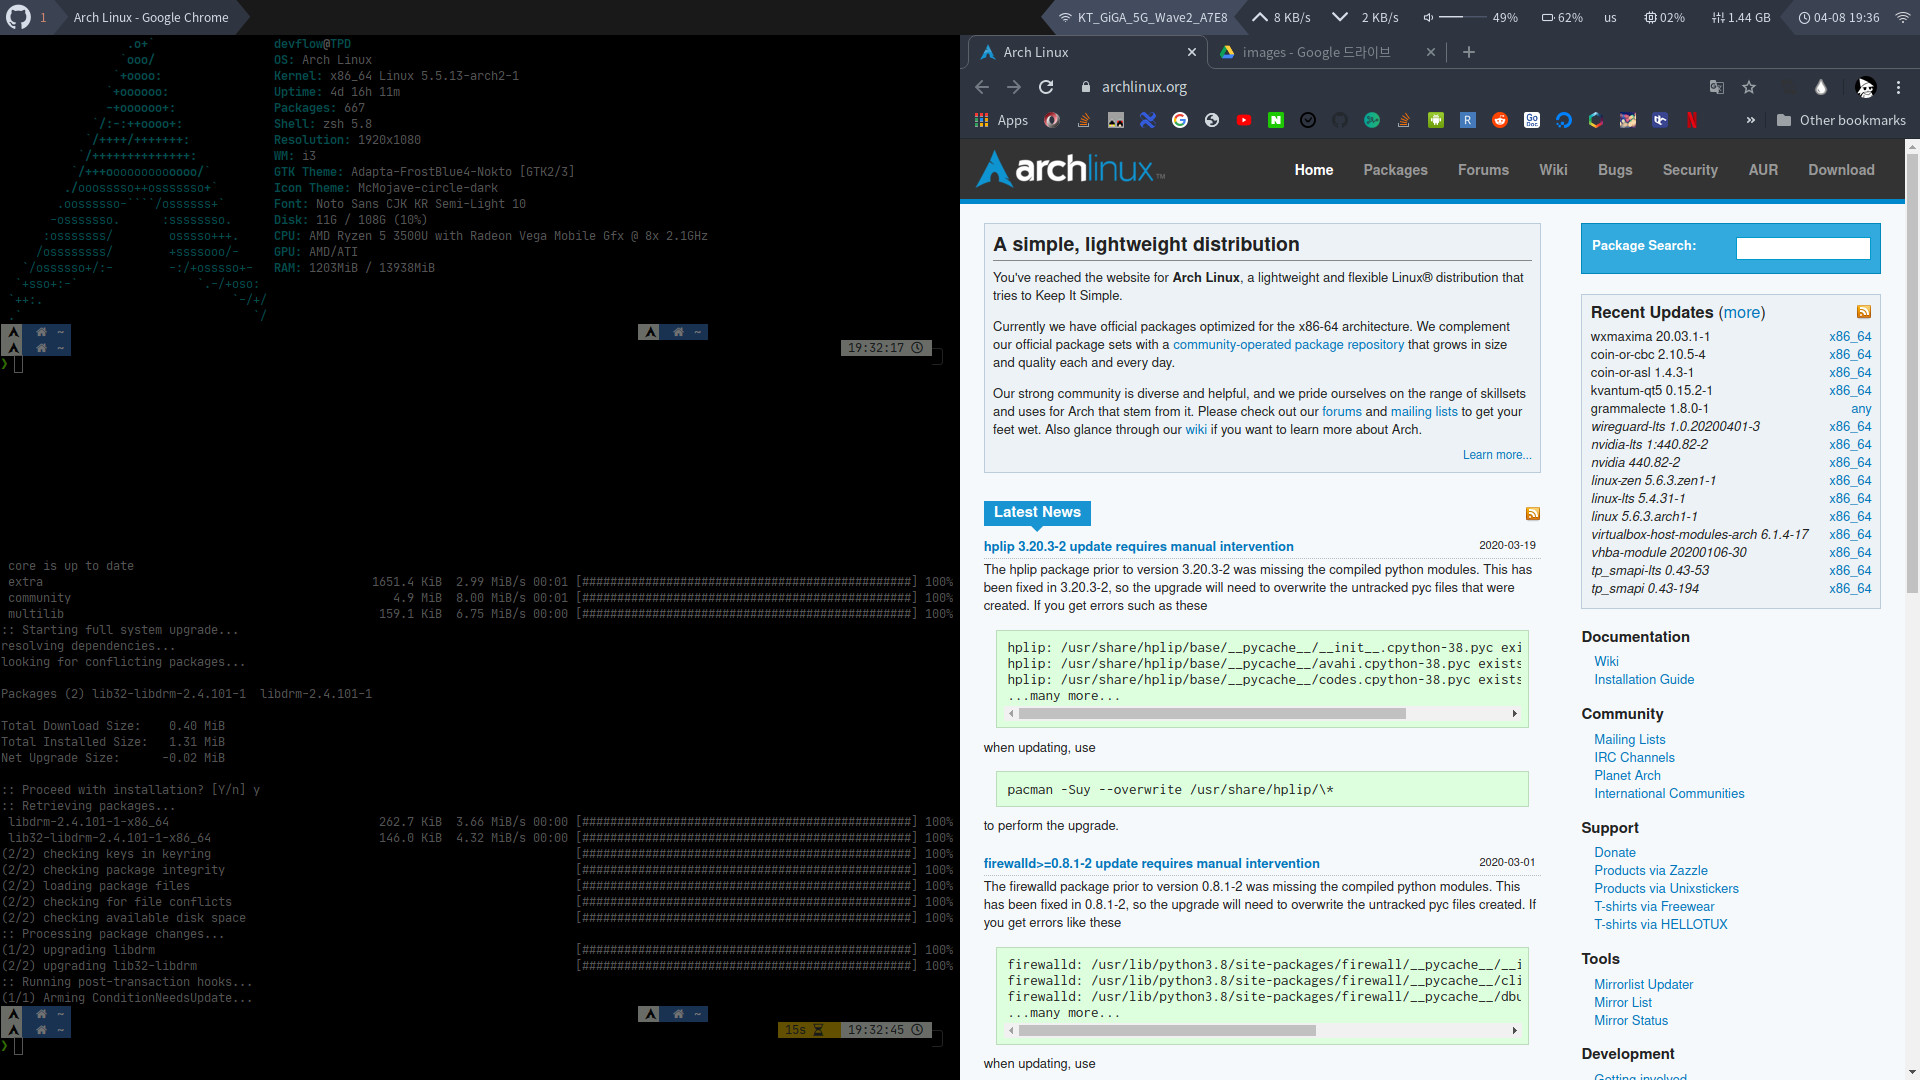 1 Arch Linux - Google Chrome
KT_GiGA_5G_Wave2_A7E8 8 KB/s 2 KB/s 49% 62% us 02% 1.44 GB 04-08 19:36
devflow@TPD
OS: Arch Linux
Kernel: x86_64 Linux 5.5.13-arch2-1
Uptime: 4d 16h 11m
Packages: 667
Shell: zsh 5.8
Resolution: 1920x1080
WM: i3
GTK Theme: Adapta-FrostBlue4-Nokto [GTK2/3]
Icon Theme: McMojave-circle-dark
Font: Noto Sans CJK KR Semi-Light 10
Disk: 11G / 108G (10%)
CPU: AMD Ryzen 5 3500U with Radeon Vega Mobile Gfx @ 8x 2.1GHz
GPU: AMD/ATI
RAM: 1203MiB / 13938MiB
~ ~
~ 19:32:17
❯
core is up to date
extra 1651.4 KiB 2.99 MiB/s 00:01 [###############################################] 100%
community 4.9 MiB 8.00 MiB/s 00:01 [###############################################] 100%
multilib 159.1 KiB 6.75 MiB/s 00:00 [###############################################] 100%
:: Starting full system upgrade...
resolving dependencies...
looking for conflicting packages...
Packages (2) lib32-libdrm-2.4.101-1 libdrm-2.4.101-1
Total Download Size: 0.40 MiB
Total Installed Size: 1.31 MiB
Net Upgrade Size: -0.02 MiB
:: Proceed with installation? [Y/n] y
:: Retrieving packages...
libdrm-2.4.101-1-x86_64 262.7 KiB 3.66 MiB/s 00:00 [###############################################] 100%
lib32-libdrm-2.4.101-1-x86_64 146.0 KiB 4.32 MiB/s 00:00 [###############################################] 100%
(2/2) checking keys in keyring [###############################################] 100%
(2/2) checking package integrity [###############################################] 100%
(2/2) loading package files [###############################################] 100%
(2/2) checking for file conflicts [###############################################] 100%
(2/2) checking available disk space [###############################################] 100%
:: Processing package changes...
(1/2) upgrading libdrm [###############################################] 100%
(2/2) upgrading lib32-libdrm [###############################################] 100%
:: Running post-transaction hooks...
(1/1) Arming ConditionNeedsUpdate...
~ ~
~ 15s 19:32:45
❯
Arch Linux images - Google 드라이브
archlinux.org
Apps » Other bookmarks
archlinux™
Home Packages Forums Wiki Bugs Security AUR Download
A simple, lightweight distribution
You've reached the website for Arch Linux, a lightweight and flexible Linux® distribution that
tries to Keep It Simple.
Currently we have official packages optimized for the x86-64 architecture. We complement
our official package sets with a community-operated package repository that grows in size
and quality each and every day.
Our strong community is diverse and helpful, and we pride ourselves on the range of skillsets
and uses for Arch that stem from it. Please check out our forums and mailing lists to get your
feet wet. Also glance through our wiki if you want to learn more about Arch.
Learn more...
Latest News
hplip 3.20.3-2 update requires manual intervention 2020-03-19
The hplip package prior to version 3.20.3-2 was missing the compiled python modules. This has
been fixed in 3.20.3-2, so the upgrade will need to overwrite the untracked pyc files that were
created. If you get errors such as these
hplip: /usr/share/hplip/base/__pycache__/__init__.cpython-38.pyc exi
hplip: /usr/share/hplip/base/__pycache__/avahi.cpython-38.pyc exists
hplip: /usr/share/hplip/base/__pycache__/codes.cpython-38.pyc exists
...many more...
when updating, use
pacman -Suy --overwrite /usr/share/hplip/\*
to perform the upgrade.
firewalld>=0.8.1-2 update requires manual intervention 2020-03-01
The firewalld package prior to version 0.8.1-2 was missing the compiled python modules. This
has been fixed in 0.8.1-2, so the upgrade will need to overwrite the untracked pyc files created. If
you get errors like these
firewalld: /usr/lib/python3.8/site-packages/firewall/__pycache__/__i
firewalld: /usr/lib/python3.8/site-packages/firewall/__pycache__/cli
firewalld: /usr/lib/python3.8/site-packages/firewall/__pycache__/dbu
...many more...
when updating, use
Package Search:
Recent Updates (more)
wxmaxima 20.03.1-1 x86_64
coin-or-cbc 2.10.5-4 x86_64
coin-or-asl 1.4.3-1 x86_64
kvantum-qt5 0.15.2-1 x86_64
grammalecte 1.8.0-1 any
wireguard-lts 1.0.20200401-3 x86_64
nvidia-lts 1:440.82-2 x86_64
nvidia 440.82-2 x86_64
linux-zen 5.6.3.zen1-1 x86_64
linux-lts 5.4.31-1 x86_64
linux 5.6.3.arch1-1 x86_64
virtualbox-host-modules-arch 6.1.4-17 x86_64
vhba-module 20200106-30 x86_64
tp_smapi-lts 0.43-53 x86_64
tp_smapi 0.43-194 x86_64
Documentation
Wiki
Installation Guide
Community
Mailing Lists
IRC Channels
Planet Arch
International Communities
Support
Donate
Products via Zazzle
Products via Unixstickers
T-shirts via Freewear
T-shirts via HELLOTUX
Tools
Mirrorlist Updater
Mirror List
Mirror Status
Development
Getting involved